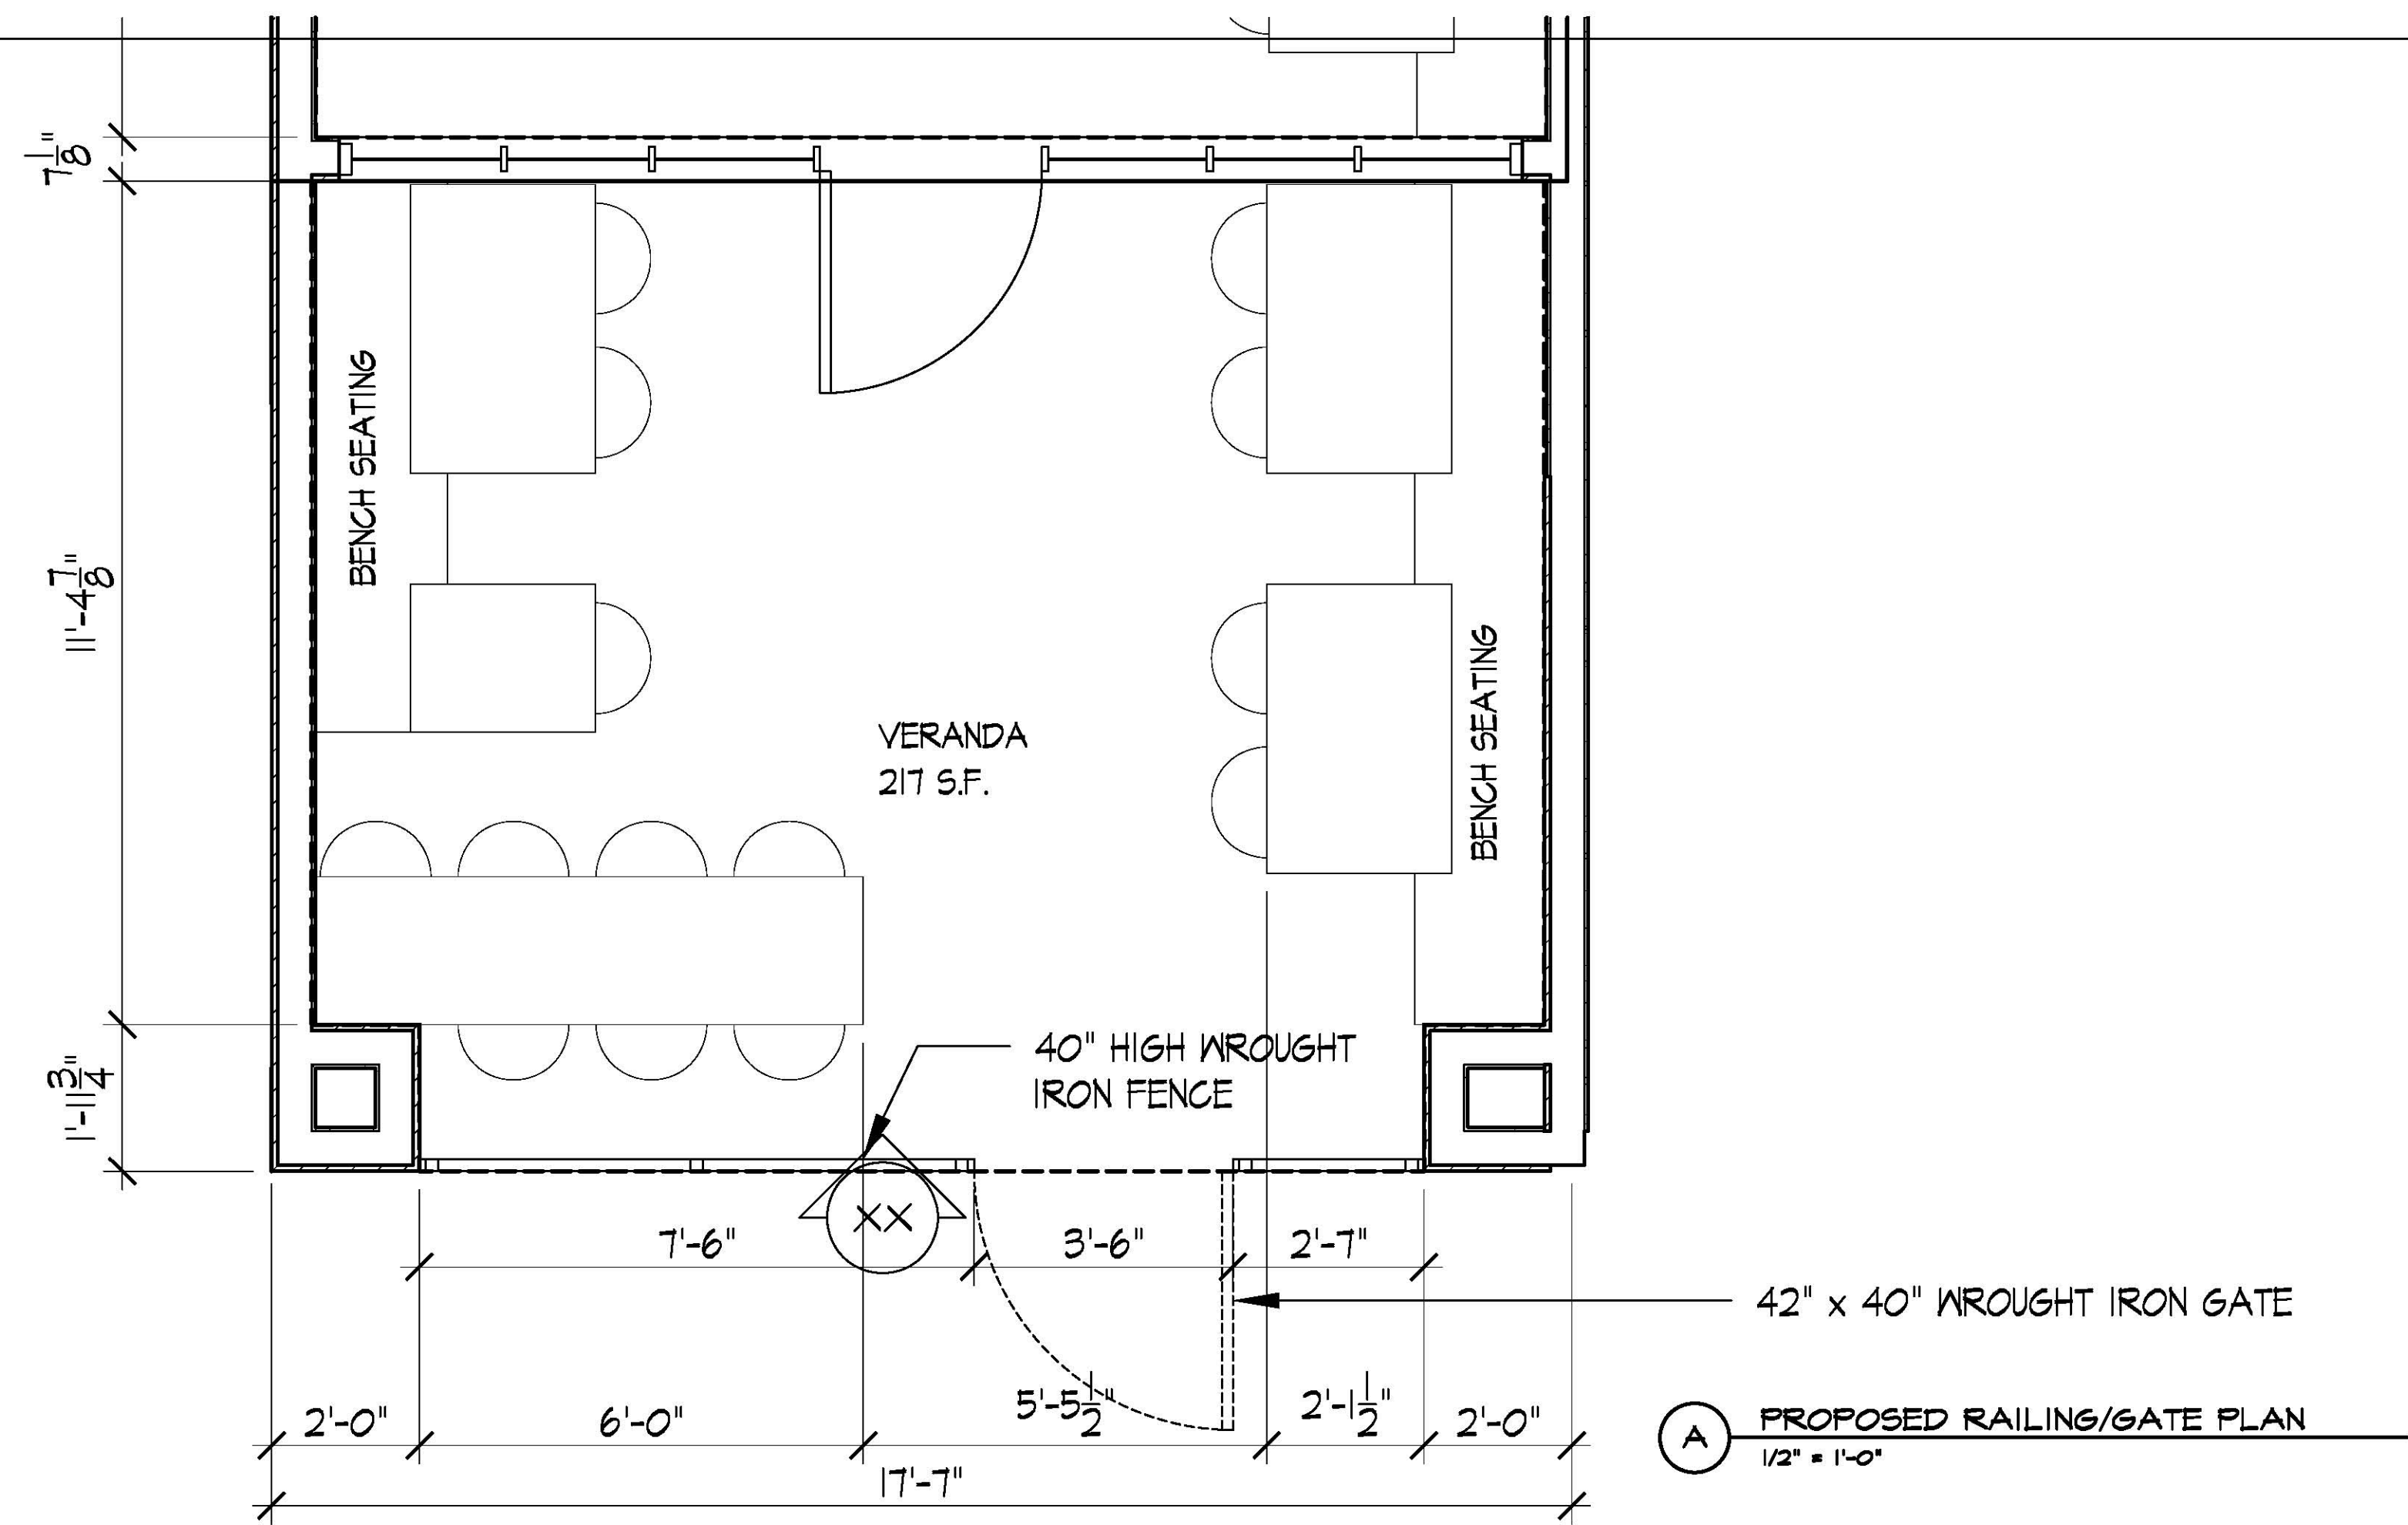 7 1/8"
BENCH SEATING
11'-4 7/8"
BENCH SEATING
VERANDA
217 S.F.
40" HIGH WROUGHT
IRON FENCE
1'-11 3/4"
XX
7'-6"
3'-6"
2'-7"
42" x 40" WROUGHT IRON GATE
2'-0"
6'-0"
5'-5 1/2"
2'-1 1/2"
2'-0"
17'-7"
A
PROPOSED RAILING/GATE PLAN
1/2" = 1'-0"